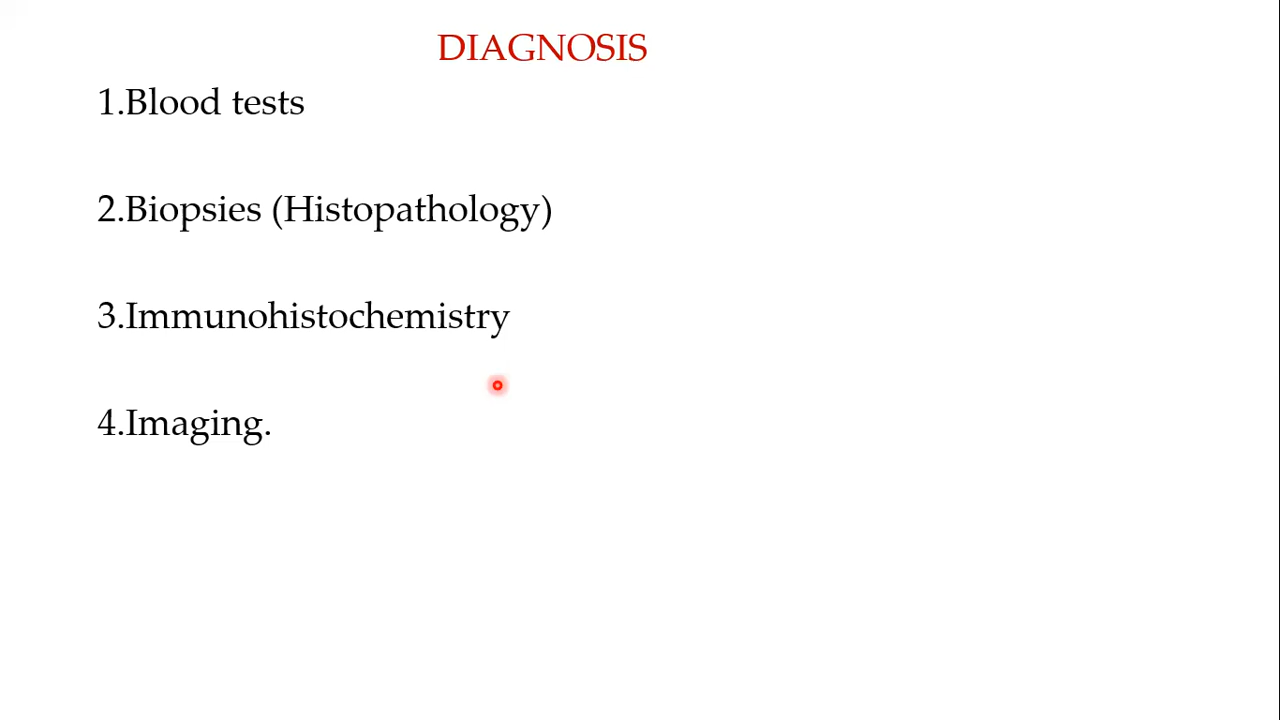 DIAGNOSIS
1.Blood tests
2.Biopsies (Histopathology)
3.Immunohistochemistry
4.Imaging.